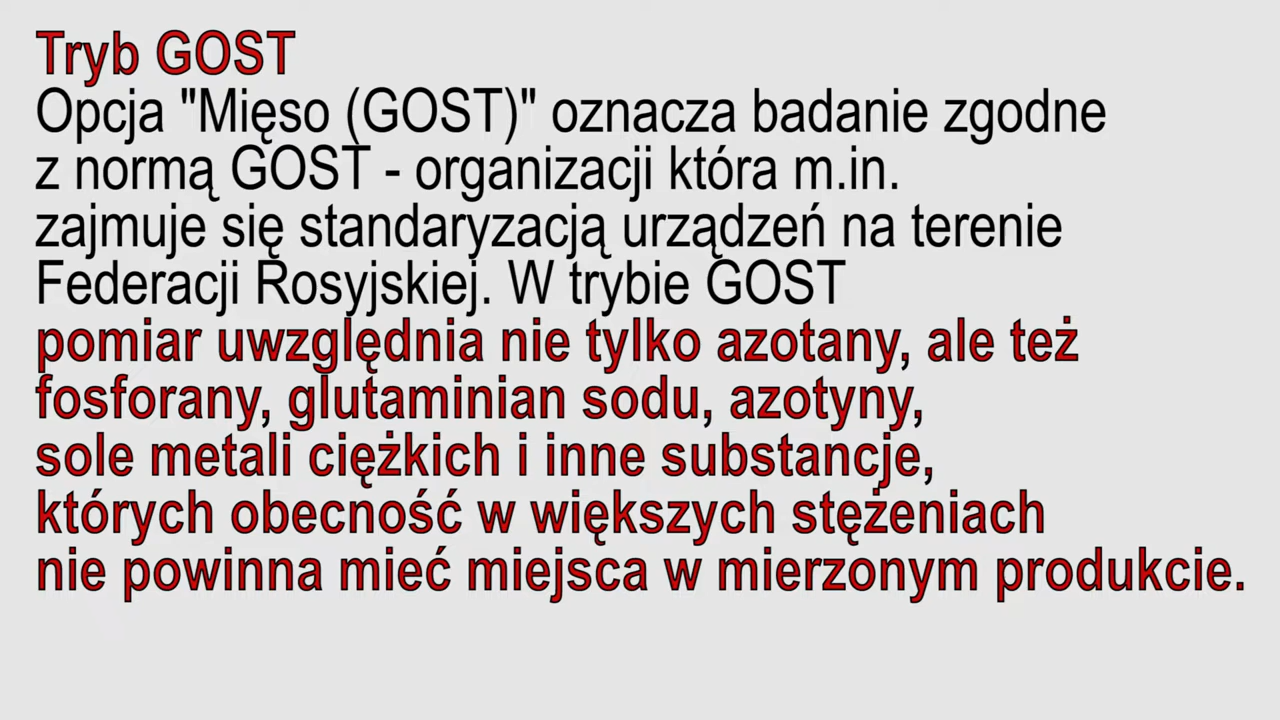 Tryb GOST
Opcja "Mięso (GOST)" oznacza badanie zgodne
z normą GOST - organizacji która m.in.
zajmuje się standaryzacją urządzeń na terenie
Federacji Rosyjskiej. W trybie GOST
pomiar uwzględnia nie tylko azotany, ale też
fosforany, glutaminian sodu, azotyny,
sole metali ciężkich i inne substancje,
których obecność w większych stężeniach
nie powinna mieć miejsca w mierzonym produkcie.